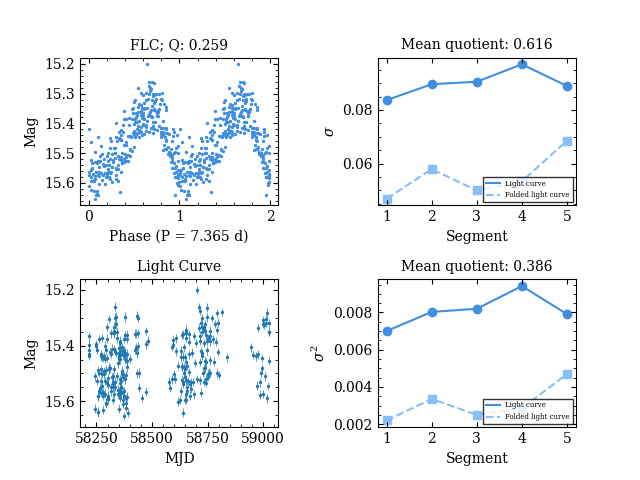 FLC; Q: 0.259
15.2
15.3
15.4
15.5
15.6
Mag
0
1
2
Phase (P = 7.365 d)
Mean quotient: 0.616
0.08
0.06
σ
1
2
3
4
5
Segment
Light curve
Folded light curve
Light Curve
15.2
15.4
15.6
Mag
58250
58500
58750
59000
MJD
Mean quotient: 0.386
0.008
0.006
0.004
0.002
σ²
1
2
3
4
5
Segment
Light curve
Folded light curve